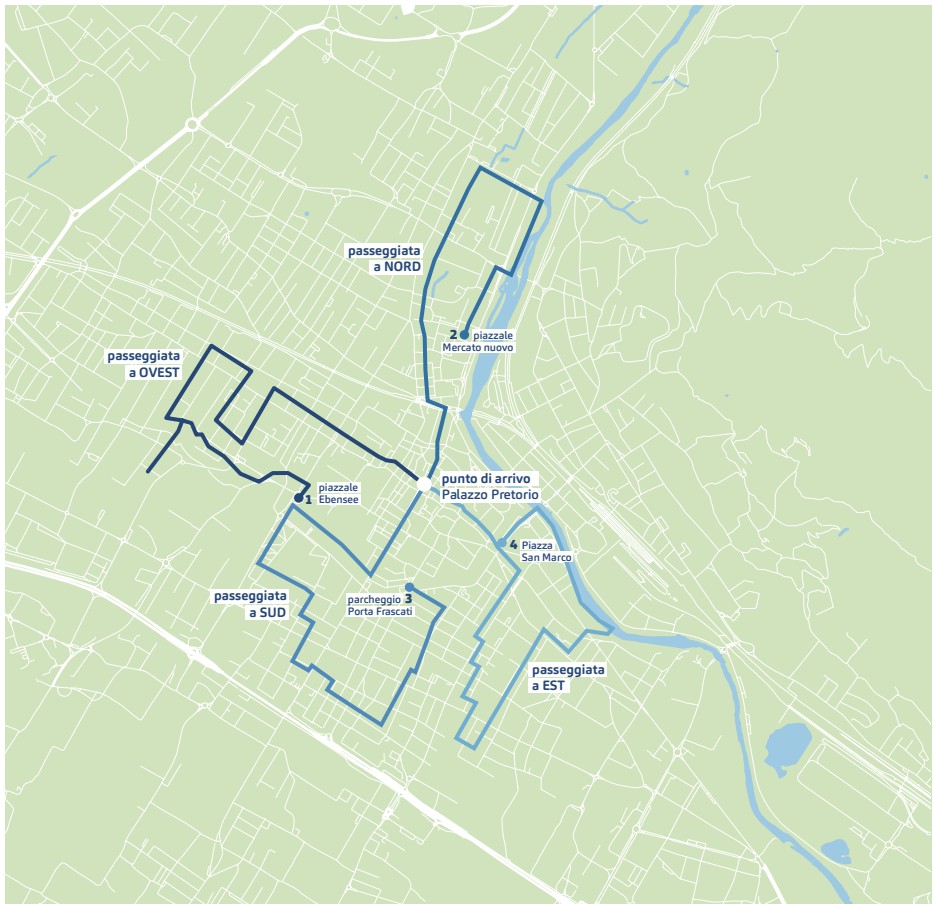 passeggiata
a NORD
2 piazzale
Mercato nuovo
passeggiata
a OVEST
punto di arrivo
Palazzo Pretorio
piazzale
1 Ebensee
4 Piazza
San Marco
passeggiata
a SUD
parcheggio 3
Porta Frascati
passeggiata
a EST